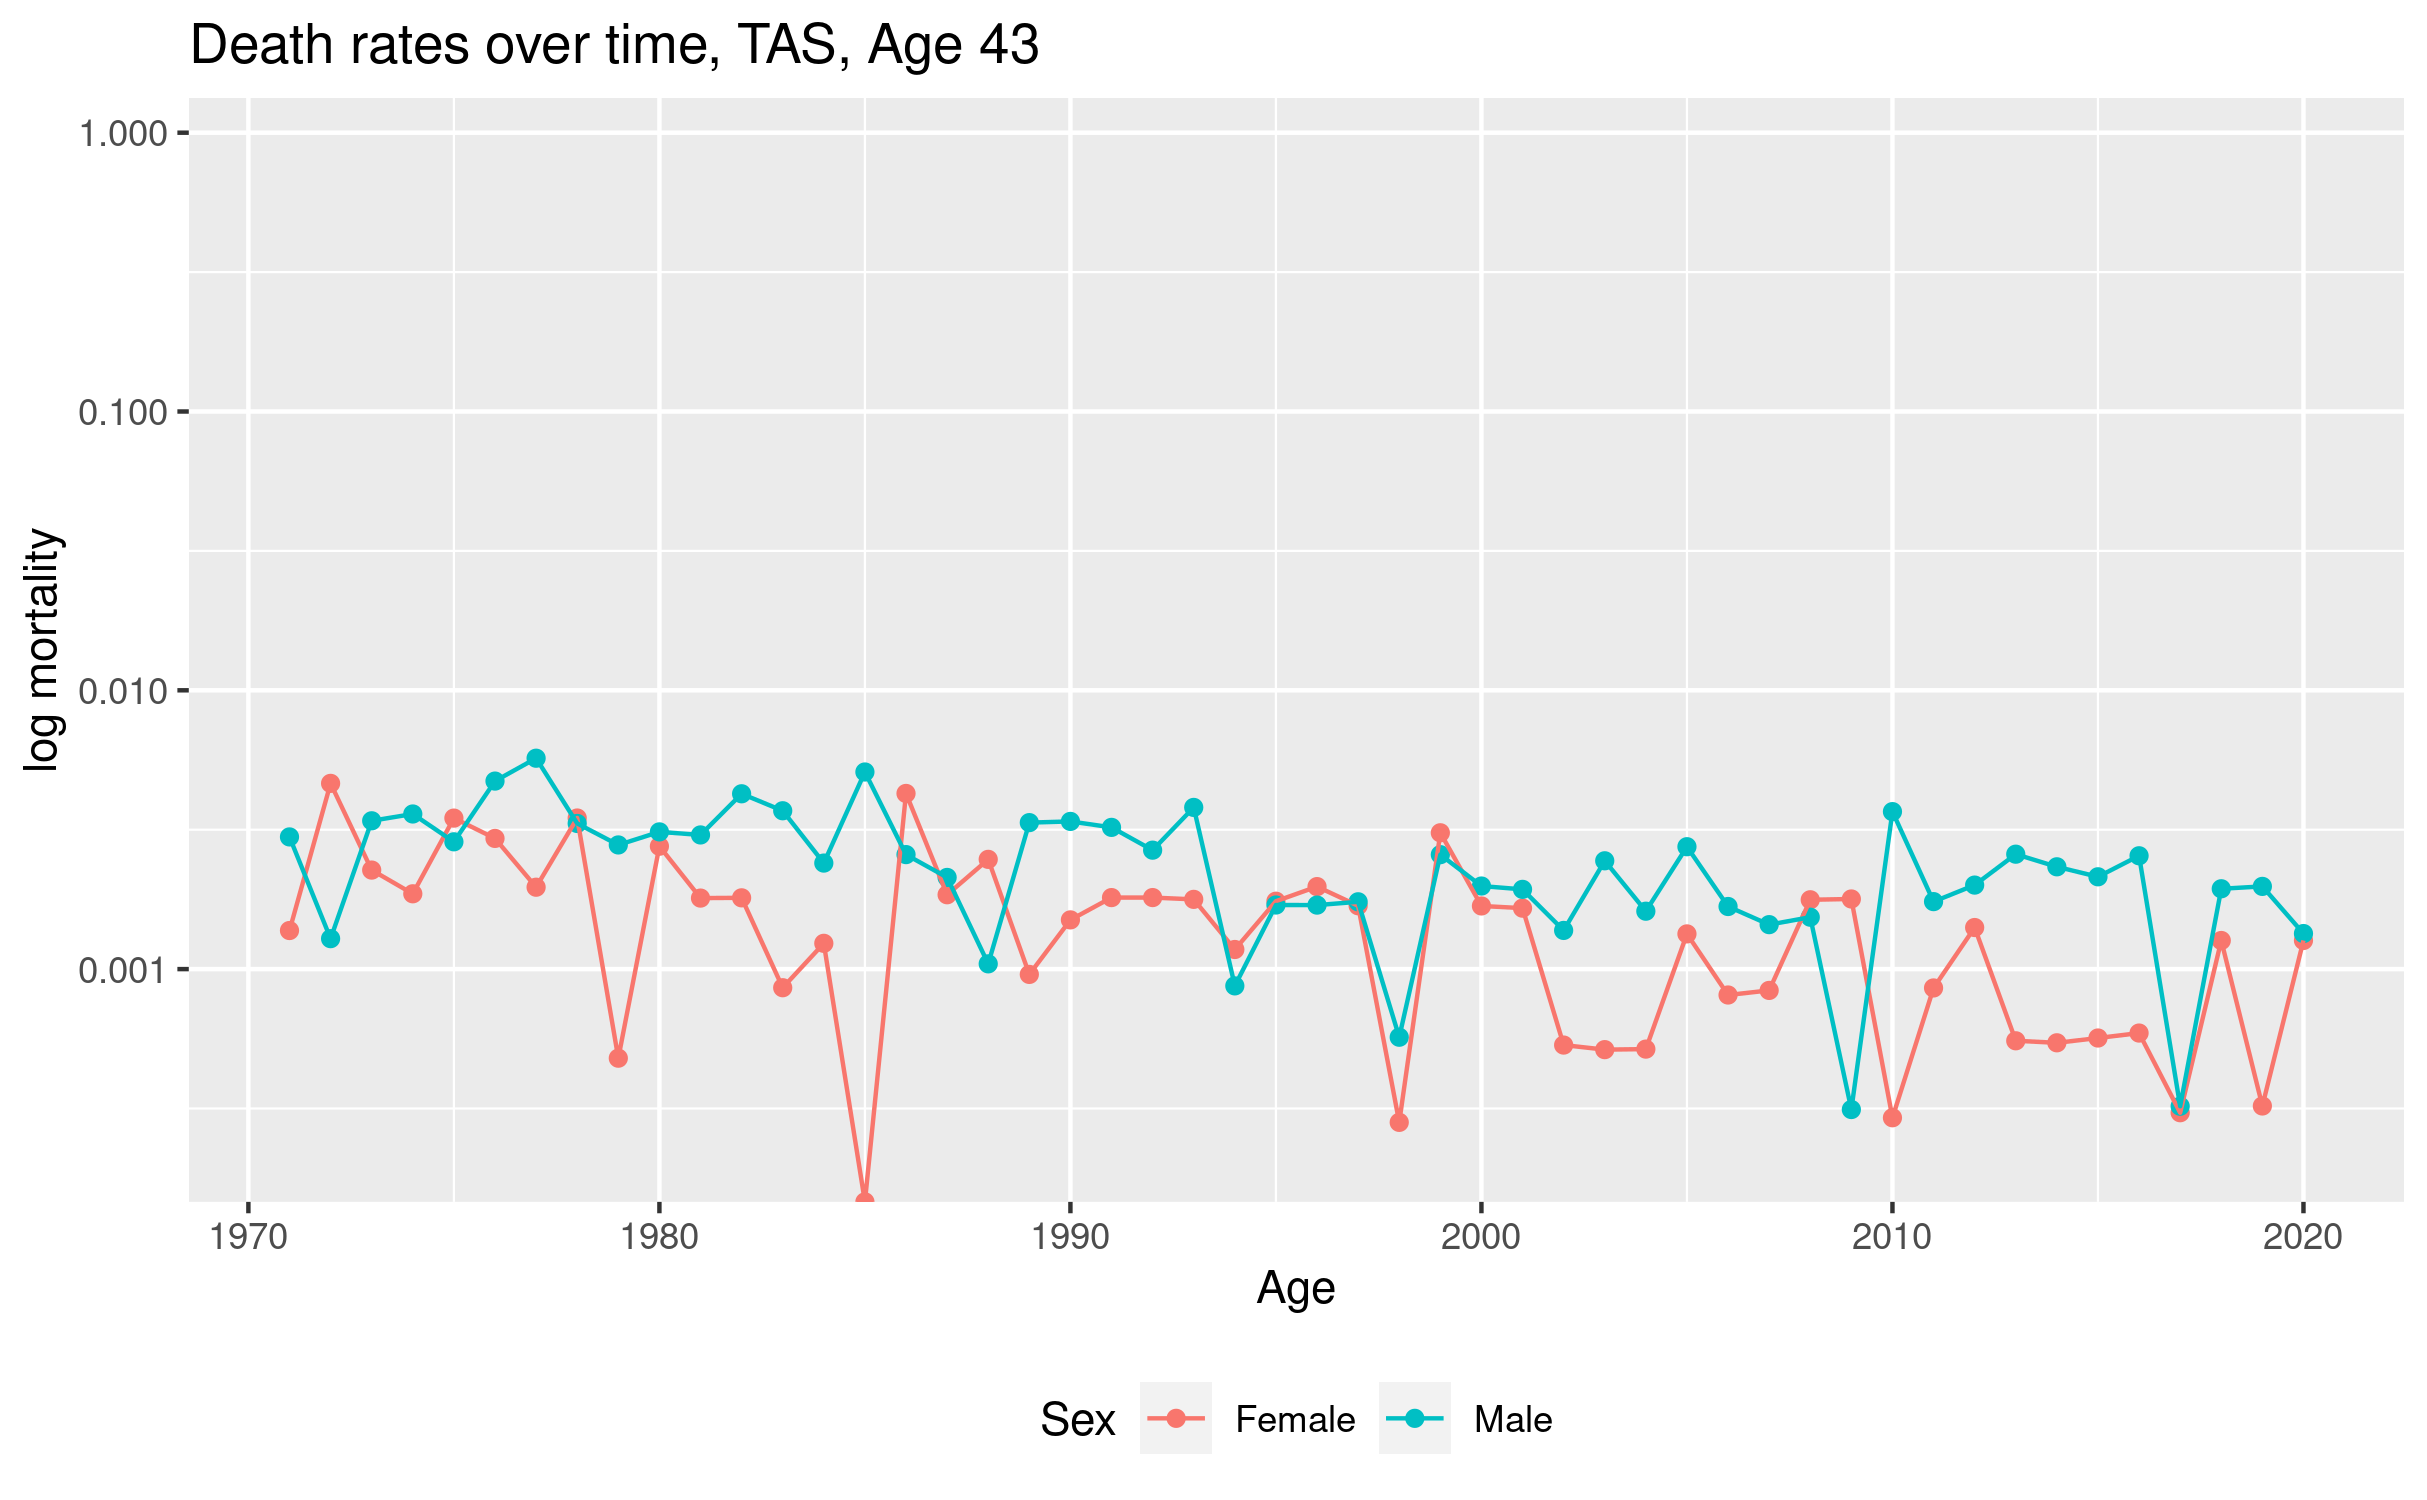 Death rates over time, TAS, Age 43
log mortality
1.000
0.100
0.010
0.001
1970 1980 1990 2000 2010 2020
Age
Sex Female Male